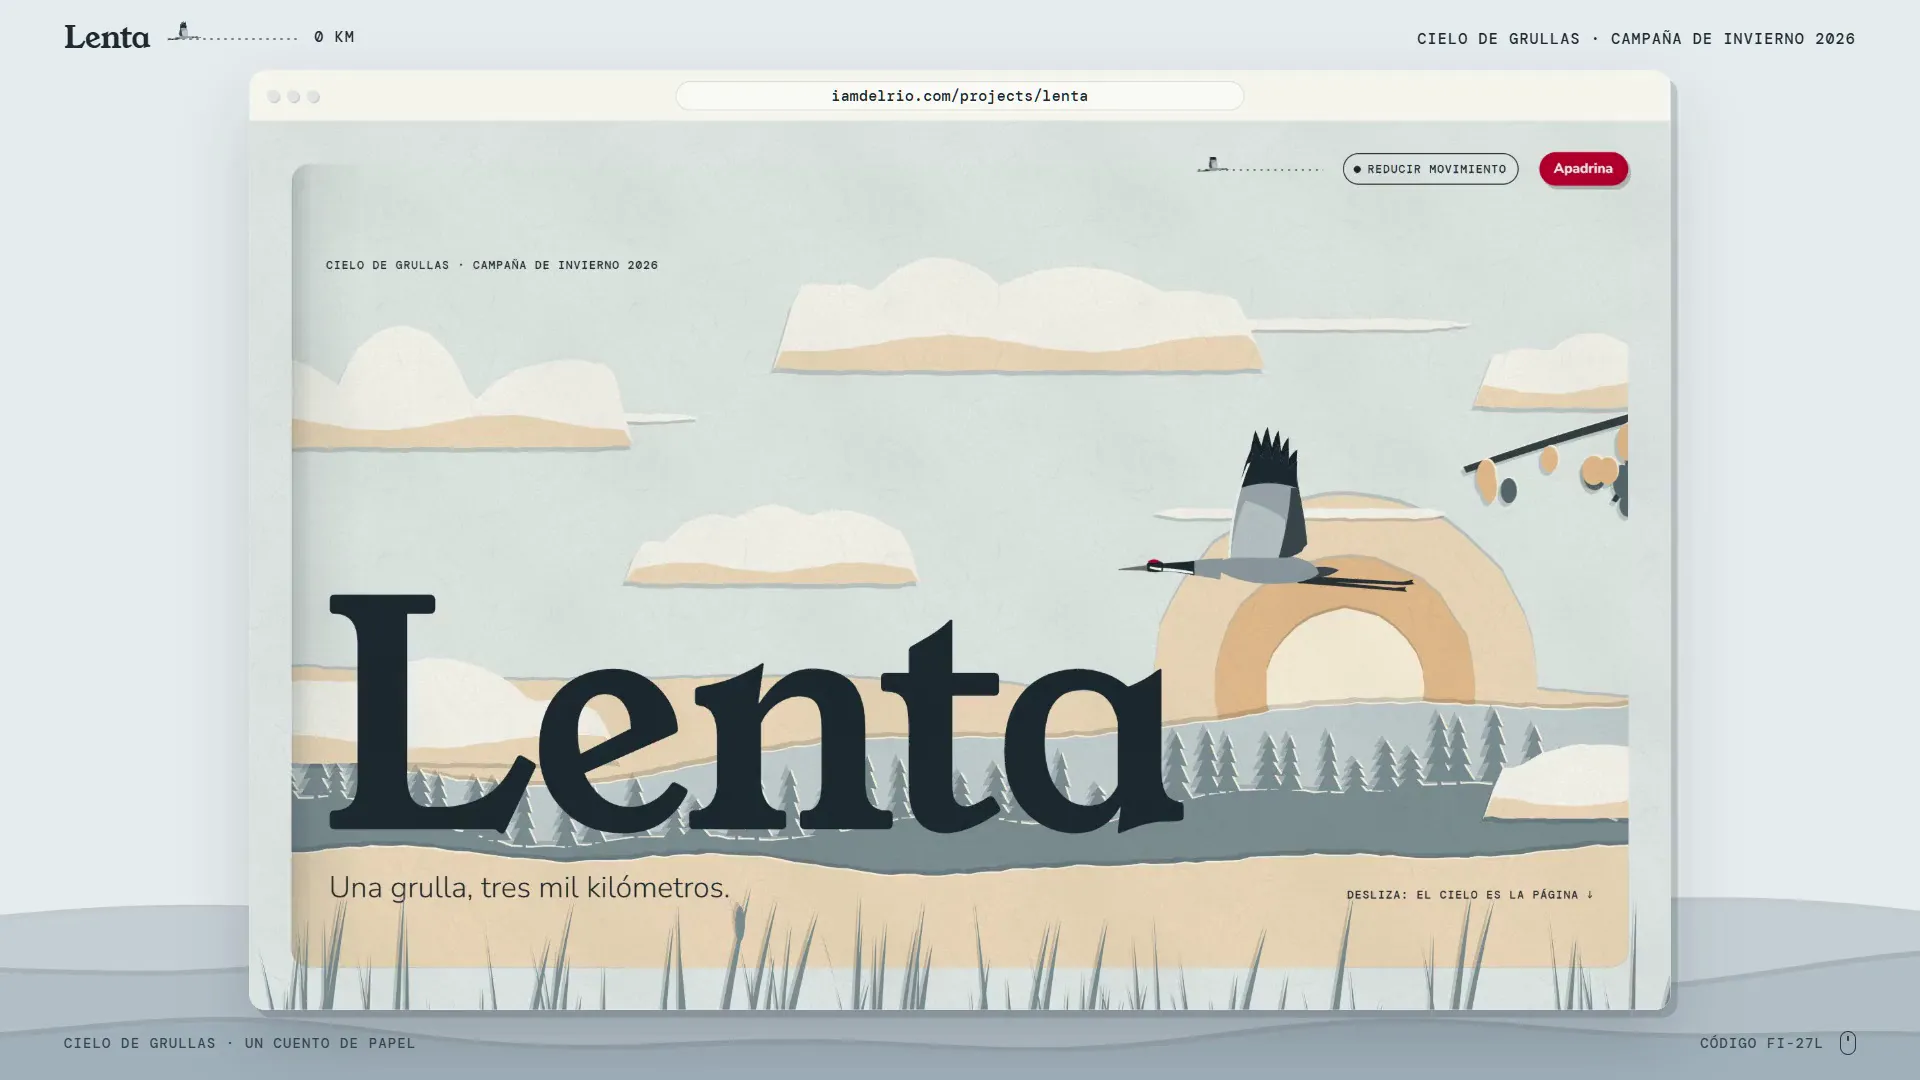 Lenta
0 KM
CIELO DE GRULLAS · CAMPAÑA DE INVIERNO 2026
iamdelrio.com/projects/lenta
REDUCIR MOVIMIENTO
Apadrina
CIELO DE GRULLAS · CAMPAÑA DE INVIERNO 2026
Lenta
Una grulla, tres mil kilómetros.
DESLIZA: EL CIELO ES LA PÁGINA ↓
CIELO DE GRULLAS · UN CUENTO DE PAPEL
CÓDIGO FI-27L